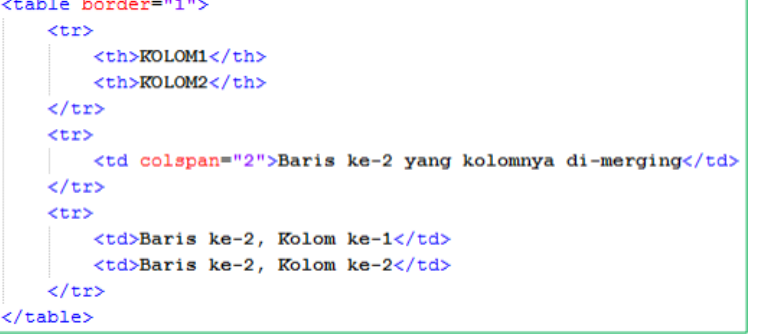 <table border="1">
<tr>
<th>KOLOM1</th>
<th>KOLOM2</th>
</tr>
<tr>
<td colspan="2">Baris ke-2 yang kolomnya di-merging</td>
</tr>
<tr>
<td>Baris ke-2, Kolom ke-1</td>
<td>Baris ke-2, Kolom ke-2</td>
</tr>
</table>